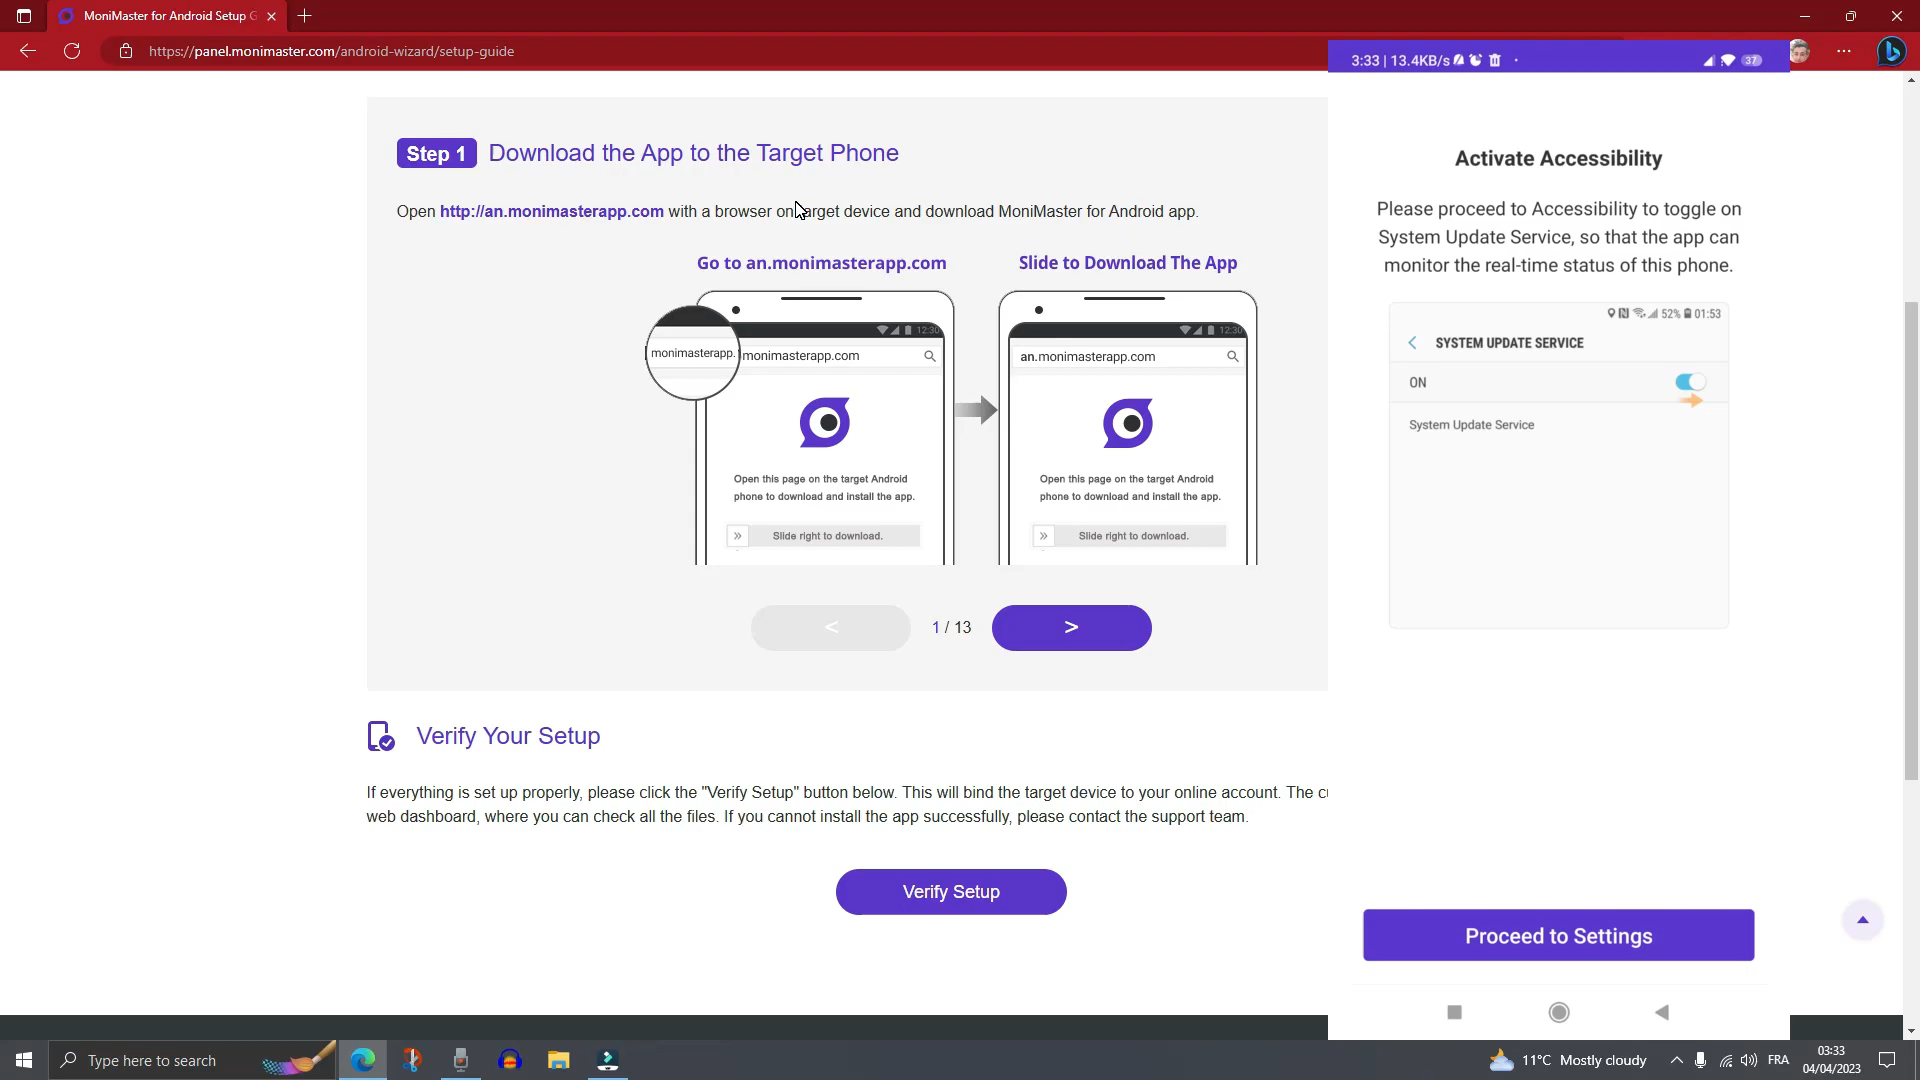 MoniMaster for Android Setup G
https://panel.monimaster.com/android-wizard/setup-guide
Step 1 Download the App to the Target Phone
Open http://an.monimasterapp.com with a browser on target device and download MoniMaster for Android app.
Go to an.monimasterapp.com
Slide to Download The App
12:30
12:30
monimasterapp.
monimasterapp.com
an.monimasterapp.com
Open this page on the target Android
phone to download and install the app.
Slide right to download.
Open this page on the target Android
phone to download and install the app.
Slide right to download.
<
1 / 13
>
Verify Your Setup
If everything is set up properly, please click the "Verify Setup" button below. This will bind the target device to your online account. The
web dashboard, where you can check all the files. If you cannot install the app successfully, please contact the support team.
Verify Setup
3:33 | 13.4KB/s
37
Activate Accessibility
Please proceed to Accessibility to toggle on
System Update Service, so that the app can
monitor the real-time status of this phone.
52% 01:53
SYSTEM UPDATE SERVICE
ON
System Update Service
Proceed to Settings
Type here to search
11°C Mostly cloudy
FRA
03:33
04/04/2023